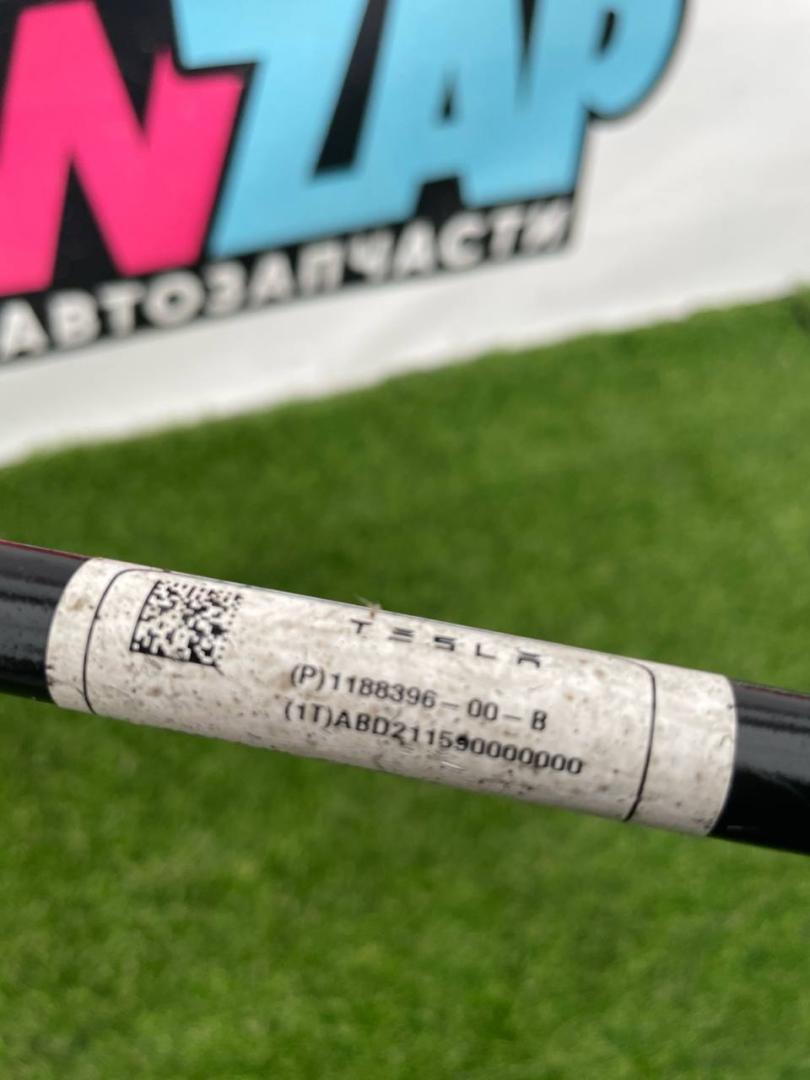 NZAP
АВТОЗАПЧАСТИ
TESLA
(P)1188396-00-B
(1T)ABD211590000000